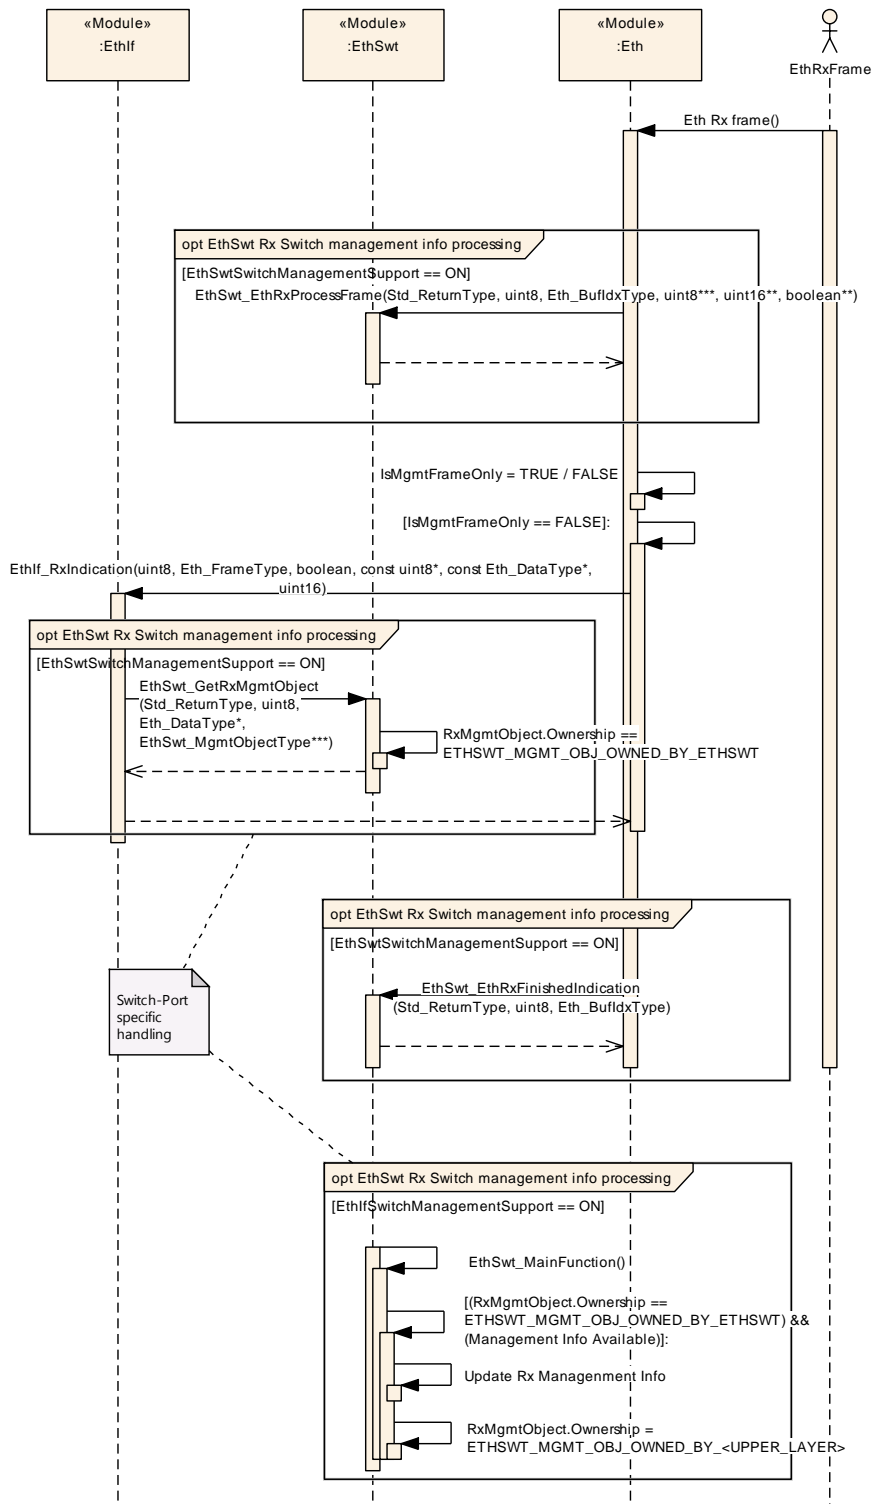 «Module»
:EthIf
«Module»
:EthSwt
«Module»
:Eth
EthRxFrame
Eth Rx frame()
opt EthSwt Rx Switch management info processing
[EthSwtSwitchManagementSupport == ON]
EthSwt_EthRxProcessFrame(Std_ReturnType, uint8, Eth_BufIdxType, uint8***, uint16**, boolean**)
IsMgmtFrameOnly = TRUE / FALSE
[IsMgmtFrameOnly == FALSE]:
EthIf_RxIndication(uint8, Eth_FrameType, boolean, const uint8*, const Eth_DataType*,
uint16)
opt EthSwt Rx Switch management info processing
[EthSwtSwitchManagementSupport == ON]
EthSwt_GetRxMgmtObject
(Std_ReturnType, uint8,
Eth_DataType*,
EthSwt_MgmtObjectType***)
RxMgmtObject.Ownership ==
ETHSWT_MGMT_OBJ_OWNED_BY_ETHSWT
opt EthSwt Rx Switch management info processing
[EthSwtSwitchManagementSupport == ON]
EthSwt_EthRxFinishedIndication
(Std_ReturnType, uint8, Eth_BufIdxType)
Switch-Port
specific
handling
opt EthSwt Rx Switch management info processing
[EthIfSwitchManagementSupport == ON]
EthSwt_MainFunction()
[(RxMgmtObject.Ownership ==
ETHSWT_MGMT_OBJ_OWNED_BY_ETHSWT) &&
(Management Info Available)]:
Update Rx Managenment Info
RxMgmtObject.Ownership =
ETHSWT_MGMT_OBJ_OWNED_BY_<UPPER_LAYER>